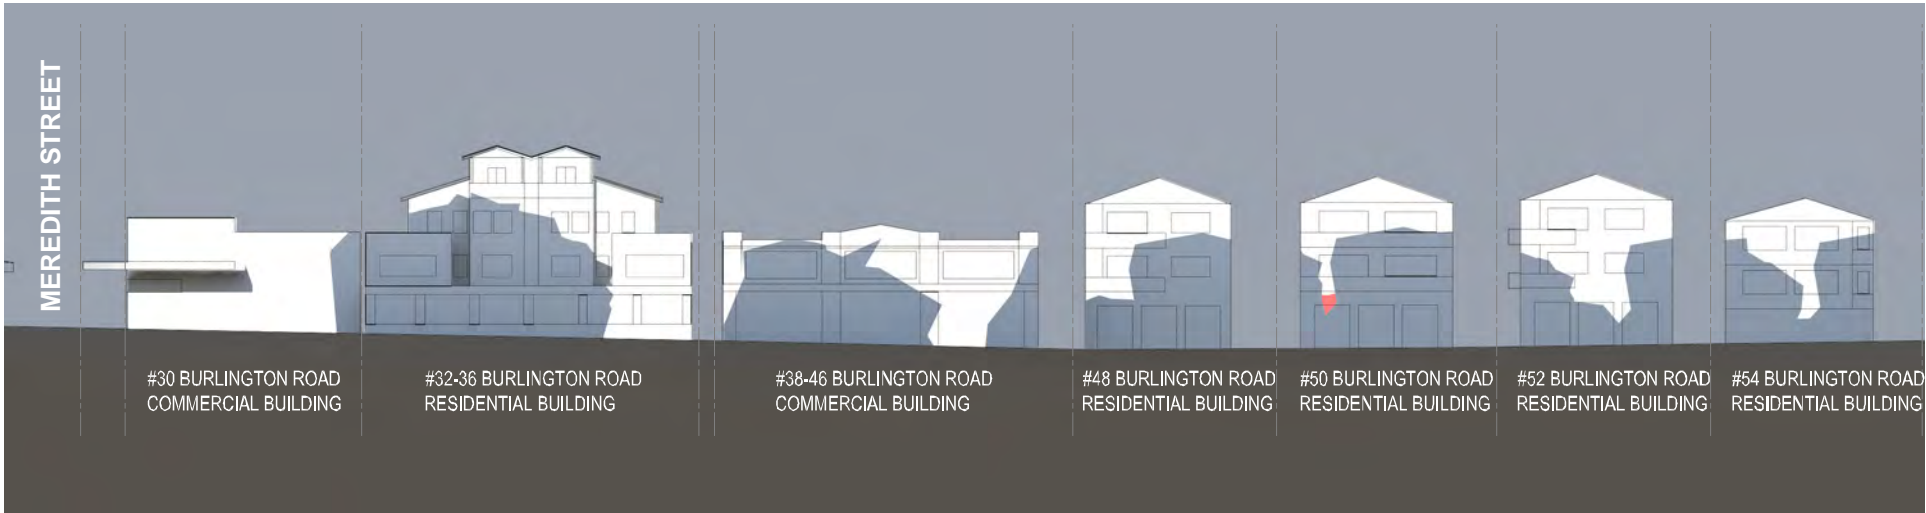 MEREDITH STREET
#30 BURLINGTON ROAD
COMMERCIAL BUILDING
#32-36 BURLINGTON ROAD
RESIDENTIAL BUILDING
#38-46 BURLINGTON ROAD
COMMERCIAL BUILDING
#48 BURLINGTON ROAD
RESIDENTIAL BUILDING
#50 BURLINGTON ROAD
RESIDENTIAL BUILDING
#52 BURLINGTON ROAD
RESIDENTIAL BUILDING
#54 BURLINGTON ROAD
RESIDENTIAL BUILDING